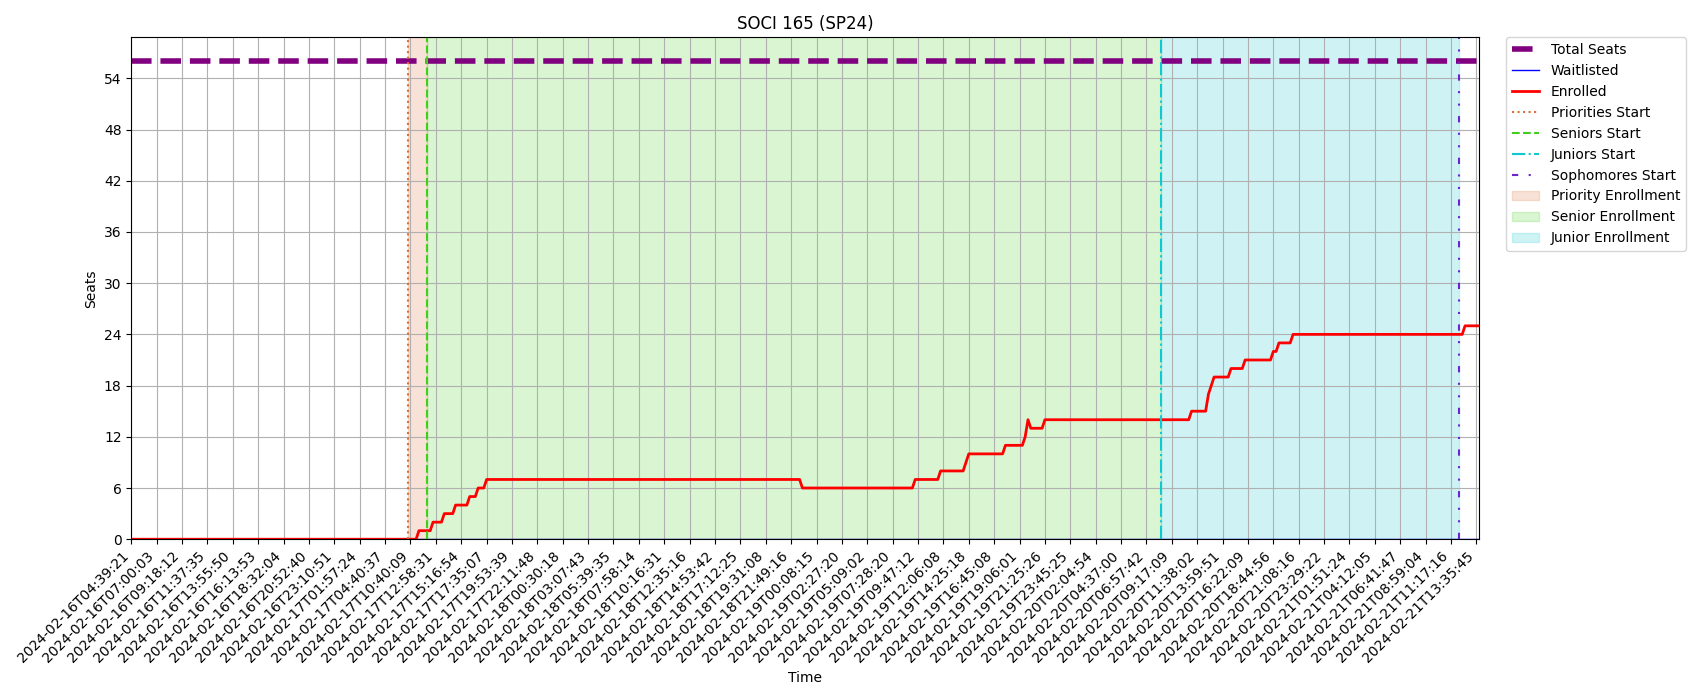 SOCI 165 (SP24)
Total Seats
Waitlisted
Enrolled
Priorities Start
Seniors Start
Juniors Start
Sophomores Start
Priority Enrollment
Senior Enrollment
Junior Enrollment
Seats
54
48
42
36
30
24
18
12
6
0
2024-02-16T04:39:21
2024-02-16T07:00:03
2024-02-16T09:18:12
2024-02-16T11:37:35
2024-02-16T13:55:50
2024-02-16T16:13:53
2024-02-16T18:32:04
2024-02-16T20:52:40
2024-02-16T23:10:51
2024-02-17T01:57:24
2024-02-17T04:40:37
2024-02-17T10:40:09
2024-02-17T12:58:31
2024-02-17T15:16:54
2024-02-17T17:35:07
2024-02-17T19:53:39
2024-02-17T22:11:48
2024-02-18T00:30:18
2024-02-18T03:07:43
2024-02-18T05:39:35
2024-02-18T07:58:14
2024-02-18T10:16:31
2024-02-18T12:35:16
2024-02-18T14:53:42
2024-02-18T17:12:25
2024-02-18T19:31:08
2024-02-18T21:49:16
2024-02-19T00:08:15
2024-02-19T02:27:20
2024-02-19T05:09:02
2024-02-19T07:28:20
2024-02-19T09:47:12
2024-02-19T12:06:08
2024-02-19T14:25:18
2024-02-19T16:45:08
2024-02-19T19:06:01
2024-02-19T21:25:26
2024-02-19T23:45:25
2024-02-20T02:04:54
2024-02-20T04:37:00
2024-02-20T06:57:42
2024-02-20T09:17:09
2024-02-20T11:38:02
2024-02-20T13:59:51
2024-02-20T16:22:09
2024-02-20T18:44:56
2024-02-20T21:08:16
2024-02-20T23:29:22
2024-02-21T01:51:24
2024-02-21T04:12:05
2024-02-21T06:41:47
2024-02-21T08:59:04
2024-02-21T11:17:16
2024-02-21T13:35:45
Time